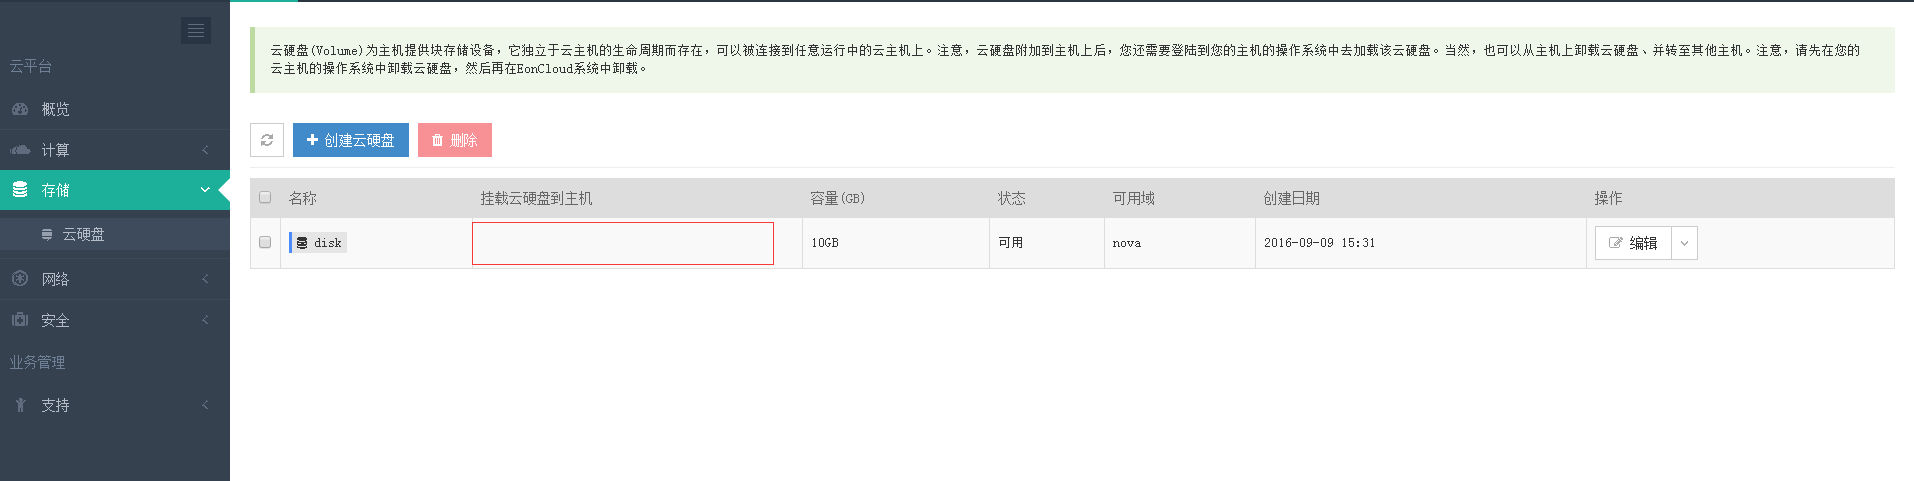 云平台
概览
计算
存储
云硬盘
网络
安全
业务管理
支持
云硬盘(Volume)为主机提供块存储设备，它独立于云主机的生命周期而存在，可以被连接到任意运行中的云主机上。注意，云硬盘附加到主机上后，您还需要登陆到您的主机的操作系统中去加载该云硬盘。当然，也可以从主机上卸载云硬盘、并转至其他主机。注意，请先在您的
云主机的操作系统中卸载云硬盘，然后再在EonCloud系统中卸载。
创建云硬盘 删除
名称 挂载云硬盘到主机 容量(GB) 状态 可用域 创建日期 操作
disk 10GB 可用 nova 2016-09-09 15:31 编辑